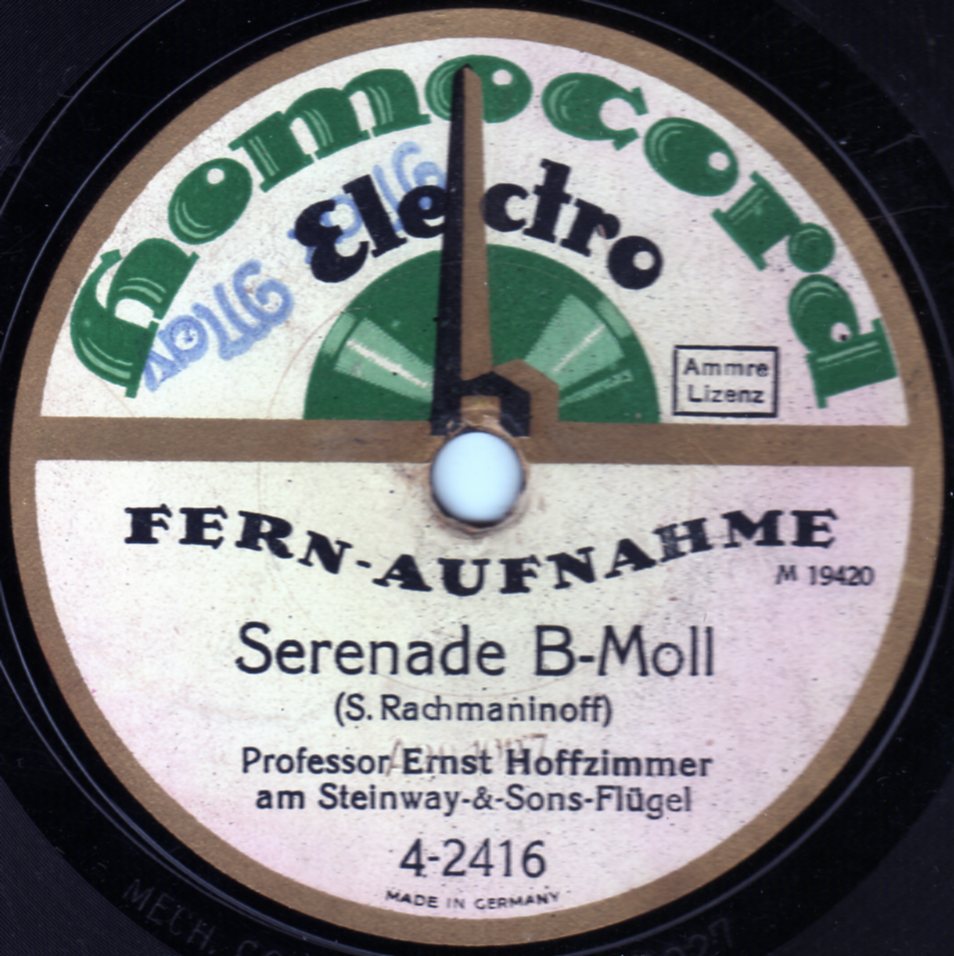 homocord
Electro
Ammre
Lizenz
FERN-AUFNAHME
M 19420
Serenade B-Moll
(S. Rachmaninoff)
Professor Ernst Hoffzimmer
am Steinway-&-Sons-Flügel
4-2416
MADE IN GERMANY
MECH.